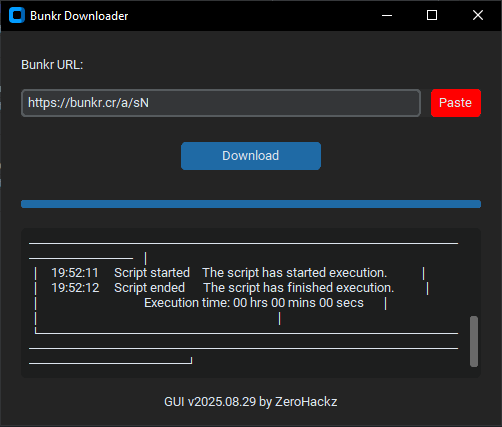 Bunkr Downloader
Bunkr URL:
https://bunkr.cr/a/sN
Paste
Download
19:52:11 Script started The script has started execution.
19:52:12 Script ended The script has finished execution.
Execution time: 00 hrs 00 mins 00 secs
GUI v2025.08.29 by ZeroHackz